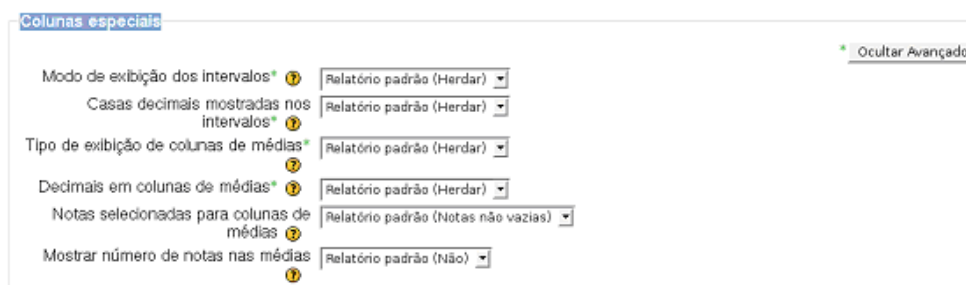 Colunas especiais
* Ocultar Avançado
Modo de exibição dos intervalos* Relatório padrão (Herdar)
Casas decimais mostradas nos Relatório padrão (Herdar)
intervalos*
Tipo de exibição de colunas de médias* Relatório padrão (Herdar)
Decimais em colunas de médias* Relatório padrão (Herdar)
Notas selecionadas para colunas de Relatório padrão (Notas não vazias)
médias
Mostrar número de notas nas médias Relatório padrão (Não)